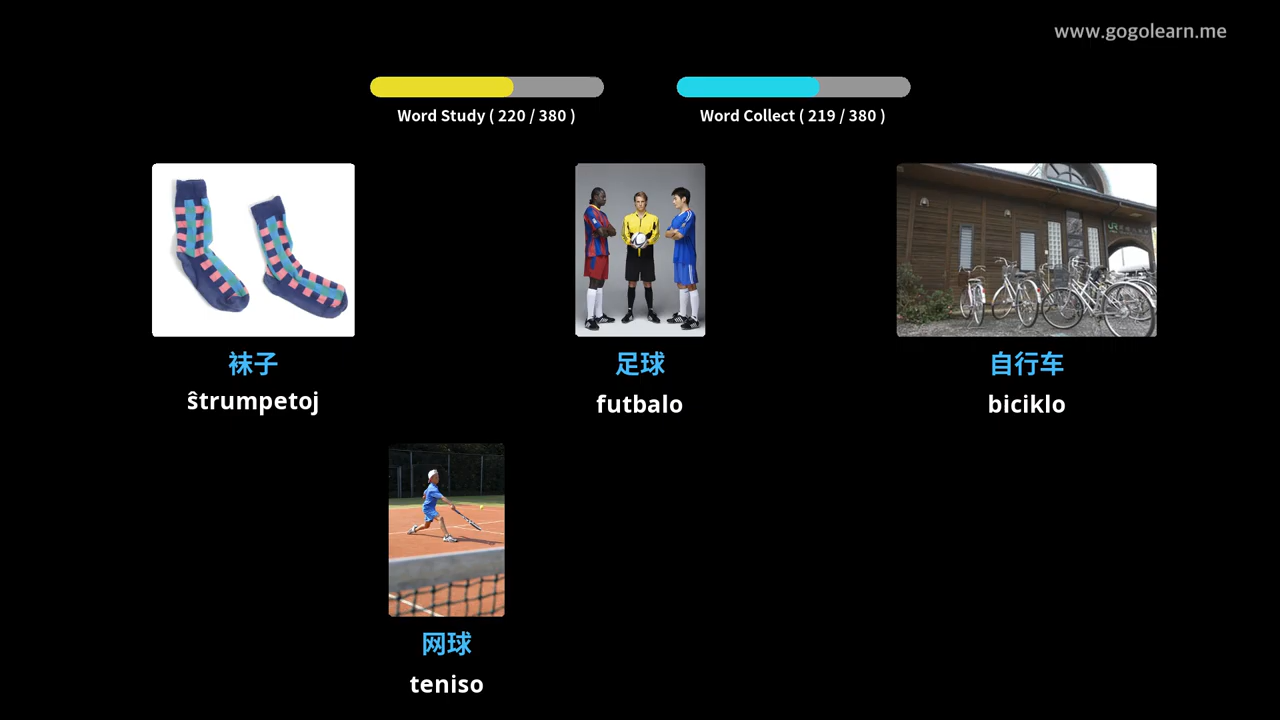 www.gogolearn.me
Word Study ( 220 / 380 )
Word Collect ( 219 / 380 )
袜子
足球
自行车
ŝtrumpetoj
futbalo
biciklo
网球
teniso